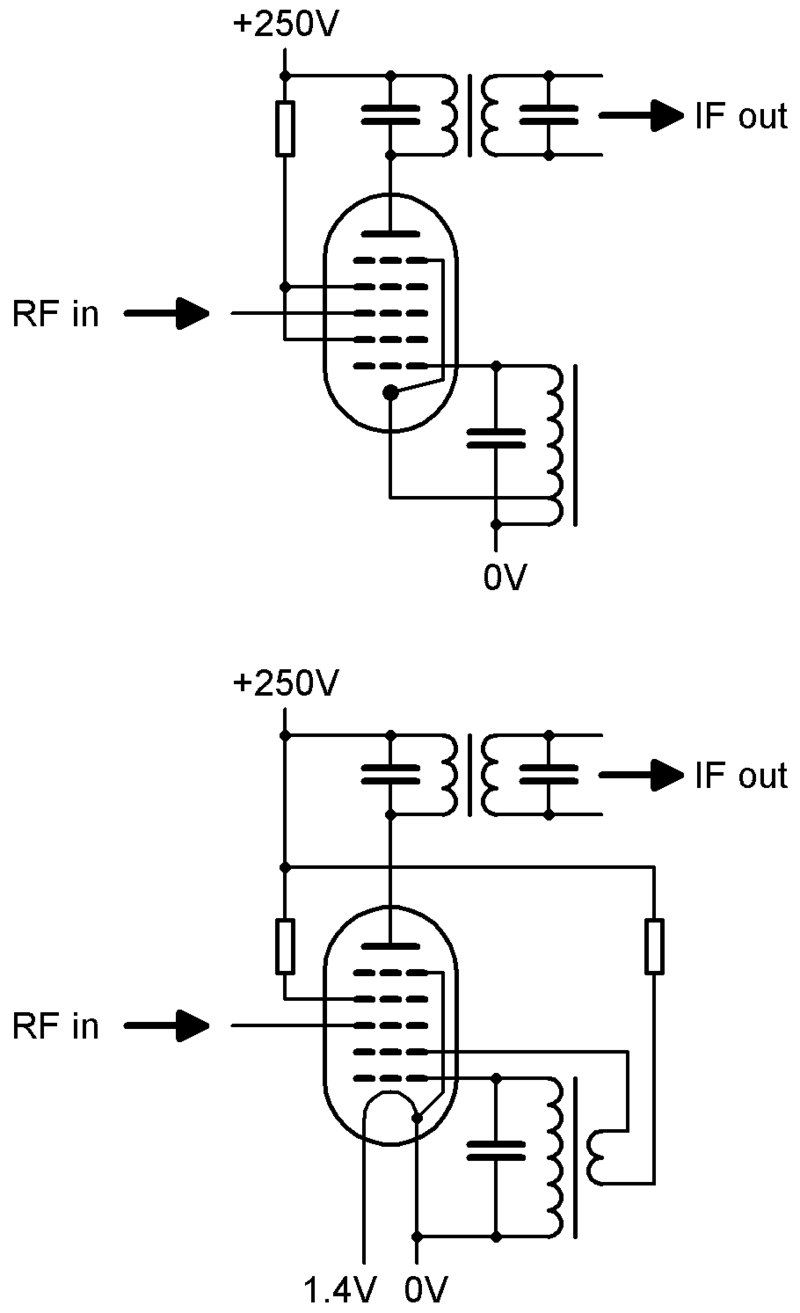 +250V
IF out
RF in
0V
+250V
IF out
RF in
1.4V 0V